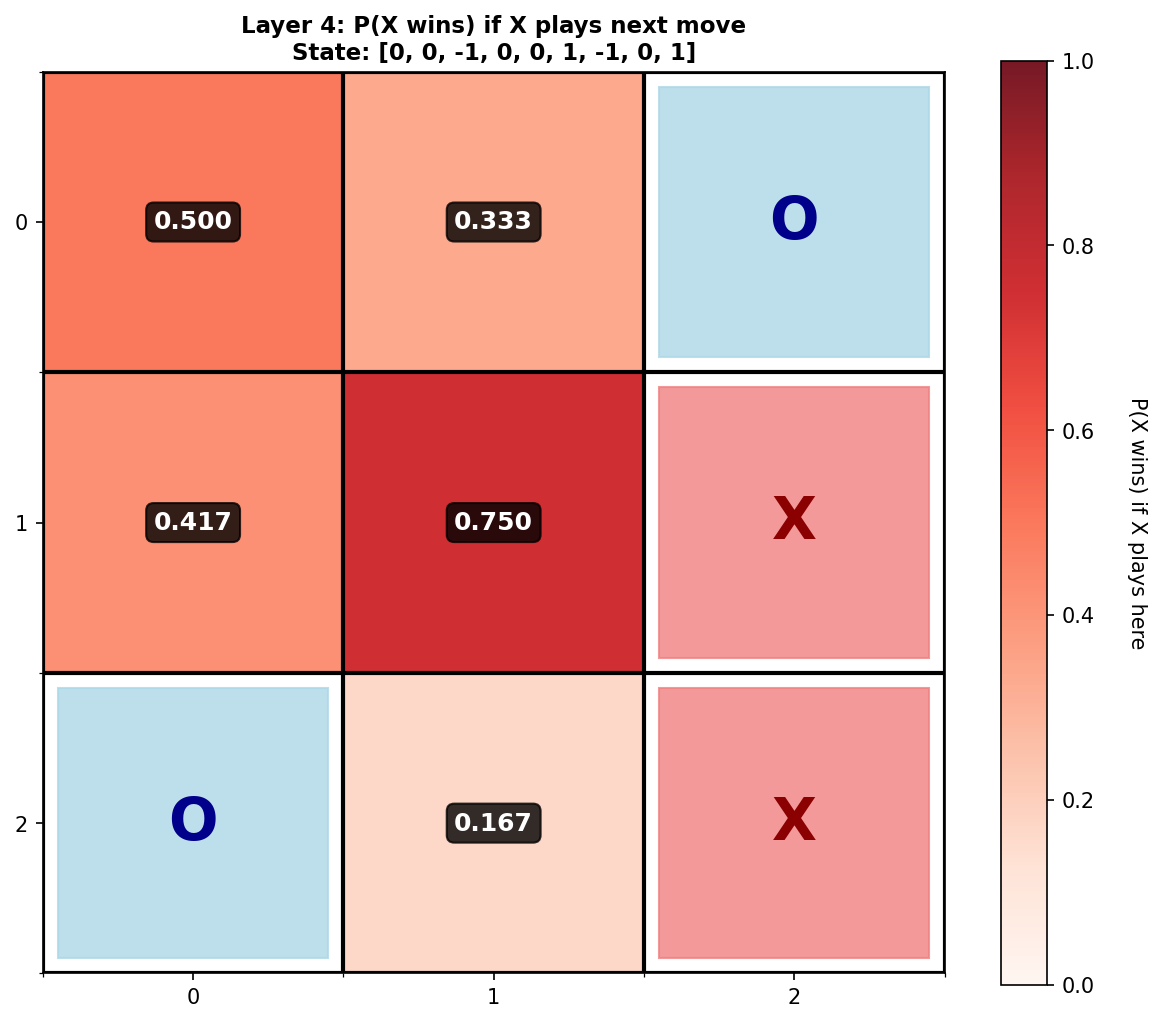 Layer 4: P(X wins) if X plays next move
State: [0, 0, -1, 0, 0, 1, -1, 0, 1]
0 0.500 0.333 O
1 0.417 0.750 X
2 O 0.167 X
0 1 2
1.0
0.8
0.6
0.4
0.2
0.0
P(X wins) if X plays here